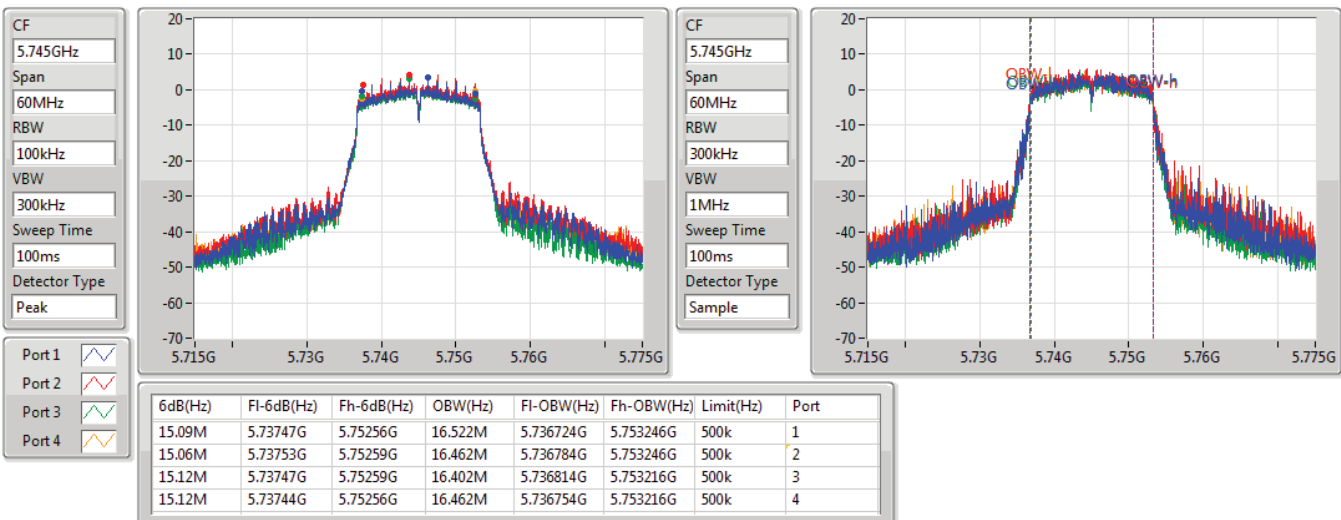 CF
5.745GHz
Span
60MHz
RBW
100kHz
VBW
300kHz
Sweep Time
100ms
Detector Type
Peak
Port 1
Port 2
Port 3
Port 4
20
10
0
-10
-20
-30
-40
-50
-60
-70
5.715G 5.73G 5.74G 5.75G 5.76G 5.775G
CF
5.745GHz
Span
60MHz
RBW
300kHz
VBW
1MHz
Sweep Time
100ms
Detector Type
Sample
20
10
0
-10
-20
-30
-40
-50
-60
-70
OBW-h
5.715G 5.73G 5.74G 5.75G 5.76G 5.775G
6dB(Hz) Fl-6dB(Hz) Fh-6dB(Hz) OBW(Hz) Fl-OBW(Hz) Fh-OBW(Hz) Limit(Hz) Port
15.09M 5.73747G 5.75256G 16.522M 5.736724G 5.753246G 500k 1
15.06M 5.73753G 5.75259G 16.462M 5.736784G 5.753246G 500k 2
15.12M 5.73747G 5.75259G 16.402M 5.736814G 5.753216G 500k 3
15.12M 5.73744G 5.75256G 16.462M 5.736754G 5.753216G 500k 4